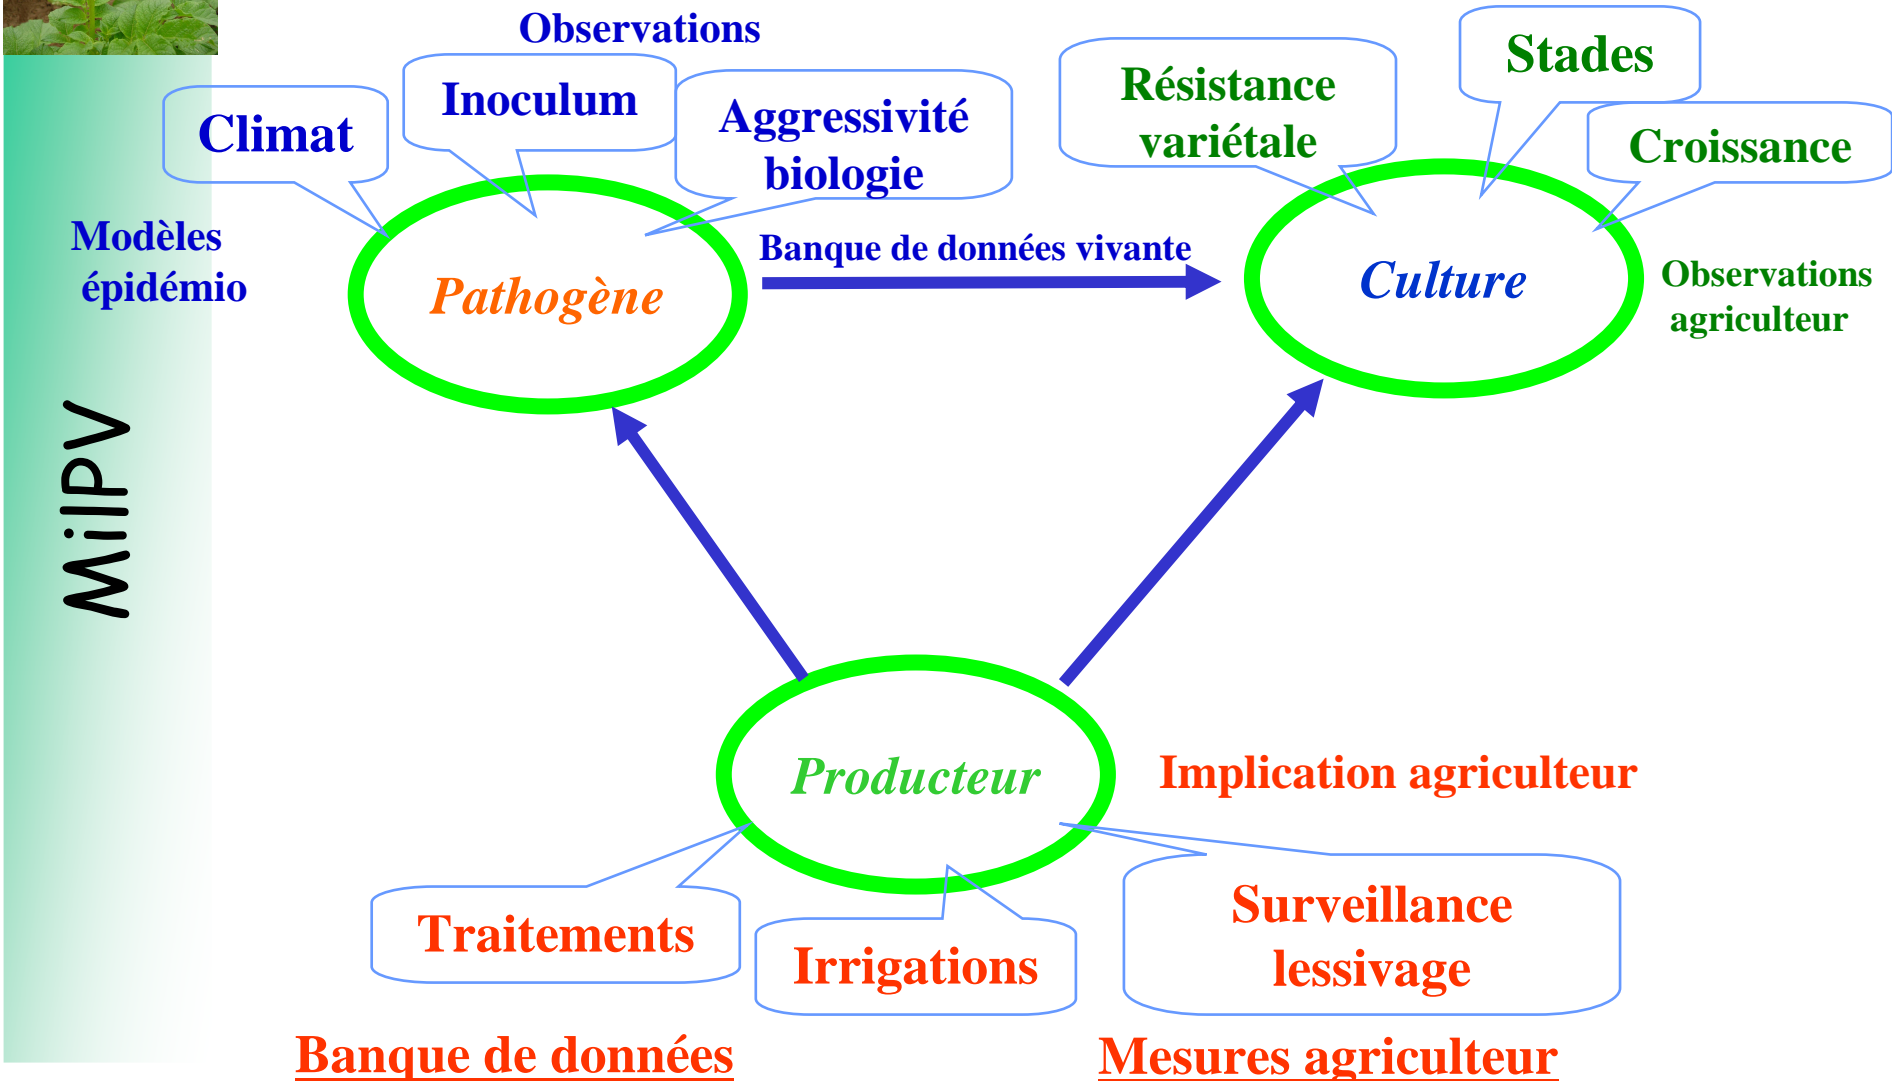 Observations
Climat
Inoculum
Aggressivité
biologie
Résistance
variétale
Stades
Croissance
Modèles
épidémio
Pathogène
Banque de données vivante
Culture
Observations
agriculteur
MilPV
Producteur
Implication agriculteur
Traitements
Irrigations
Surveillance
lessivage
Banque de données
Mesures agriculteur